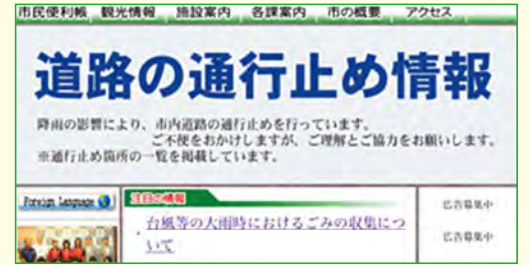 市民便利帳 観光情報 施設案内 各課案内 市の概要 アクセス
道路の通行止め情報
降雨の影響により、市内道路の通行止めを行っています。
ご不便をおかけしますが、ご理解とご協力をお願いします。
※通行止め箇所の一覧を掲載しています。
Foreign Language
注目の情報
・台風等の大雨時におけるごみの収集につ
いて
広告募集中
広告募集中